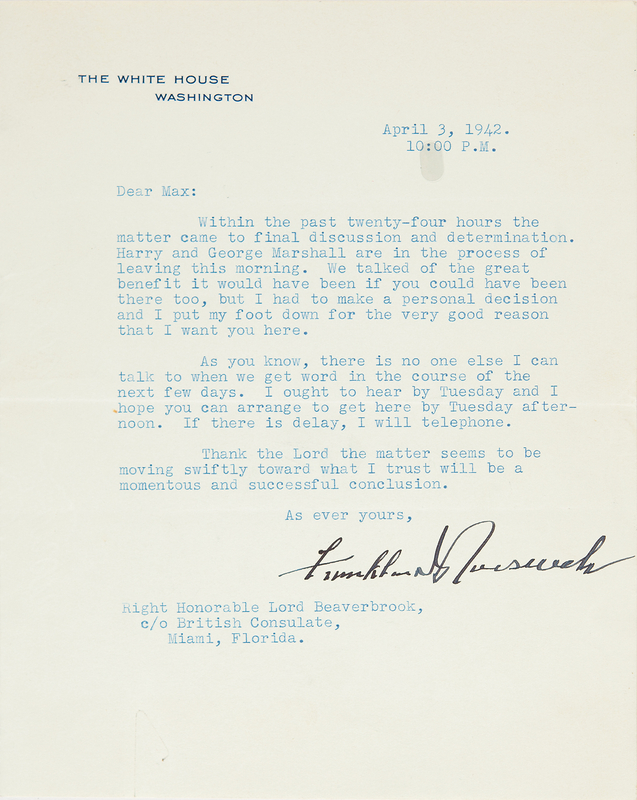 THE WHITE HOUSE
WASHINGTON
April 3, 1942.
10:00 P.M.
Dear Max:
Within the past twenty-four hours the
matter came to final discussion and determination.
Harry and George Marshall are in the process of
leaving this morning. We talked of the great
benefit it would have been if you could have been
there too, but I had to make a personal decision
and I put my foot down for the very good reason
that I want you here.
As you know, there is no one else I can
talk to when we get word in the course of the
next few days. I ought to hear by Tuesday and I
hope you can arrange to get here by Tuesday after-
noon. If there is delay, I will telephone.
Thank the Lord the matter seems to be
moving swiftly toward what I trust will be a
momentous and successful conclusion.
As ever yours,
Franklin D Roosevelt
Right Honorable Lord Beaverbrook,
c/o British Consulate,
Miami, Florida.